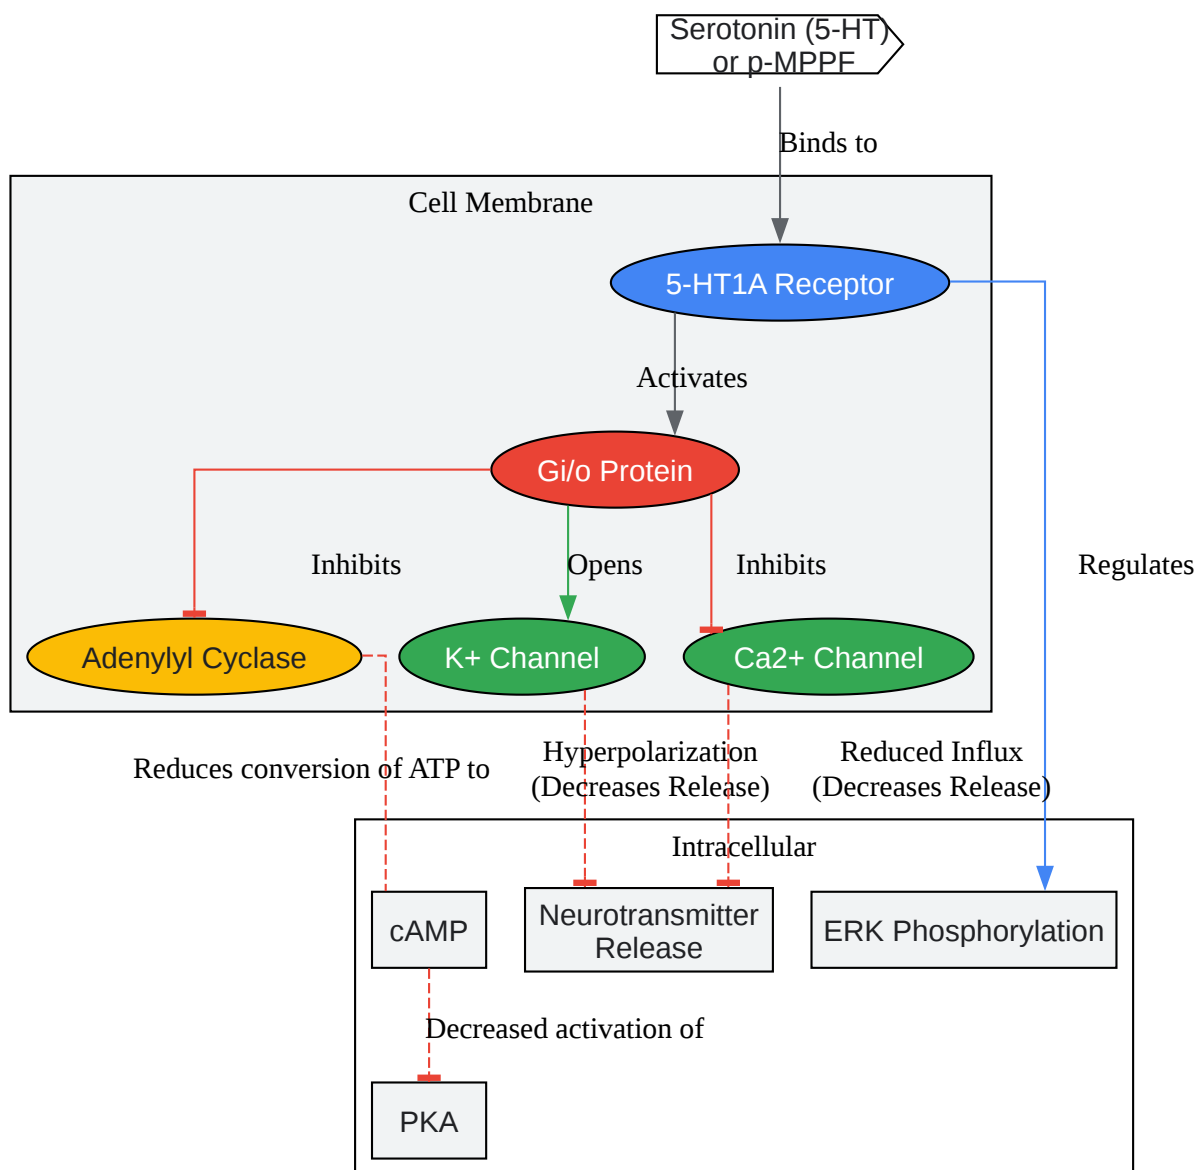 Serotonin (5-HT)
or p-MPPF
Binds to
Cell Membrane
5-HT1A Receptor
Activates
Gi/o Protein
Inhibits
Opens
Inhibits
Regulates
Adenylyl Cyclase
K+ Channel
Ca2+ Channel
Reduces conversion of ATP to
Hyperpolarization
(Decreases Release)
Reduced Influx
(Decreases Release)
Intracellular
cAMP
Neurotransmitter
Release
ERK Phosphorylation
Decreased activation of
PKA